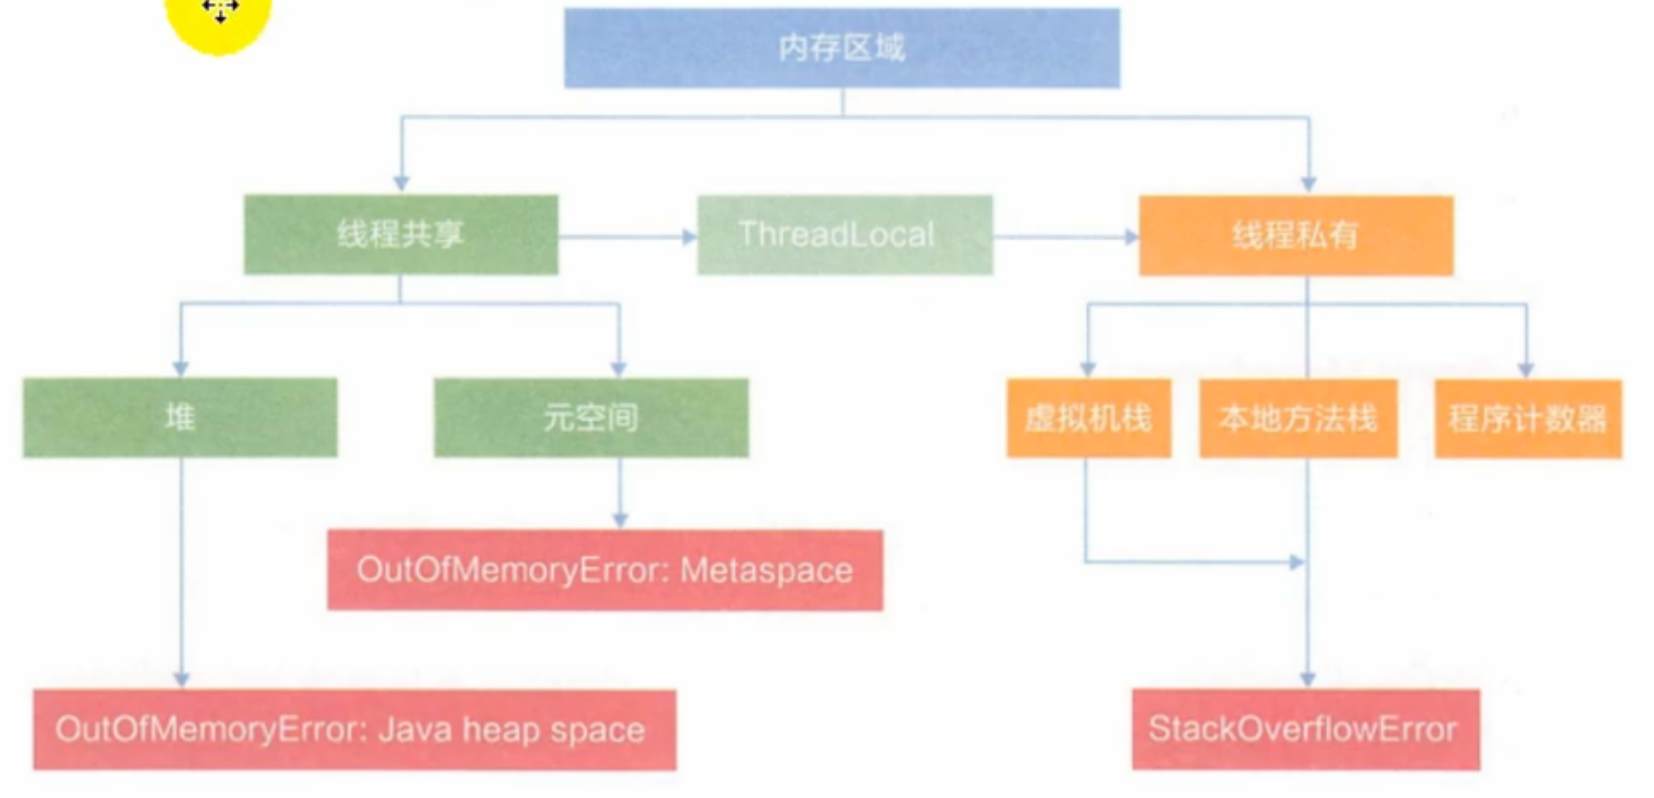 内存区域
线程共享
ThreadLocal
线程私有
堆
元空间
虚拟机栈
本地方法栈
程序计数器
OutOfMemoryError: Metaspace
OutOfMemoryError: Java heap space
StackOverflowError